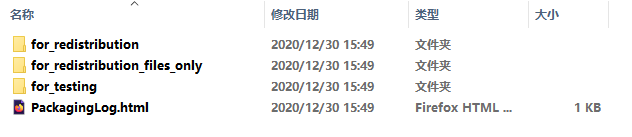 名称 修改日期 类型 大小
for_redistribution 2020/12/30 15:49 文件夹
for_redistribution_files_only 2020/12/30 15:49 文件夹
for_testing 2020/12/30 15:49 文件夹
PackagingLog.html 2020/12/30 15:49 Firefox HTML ... 1 KB